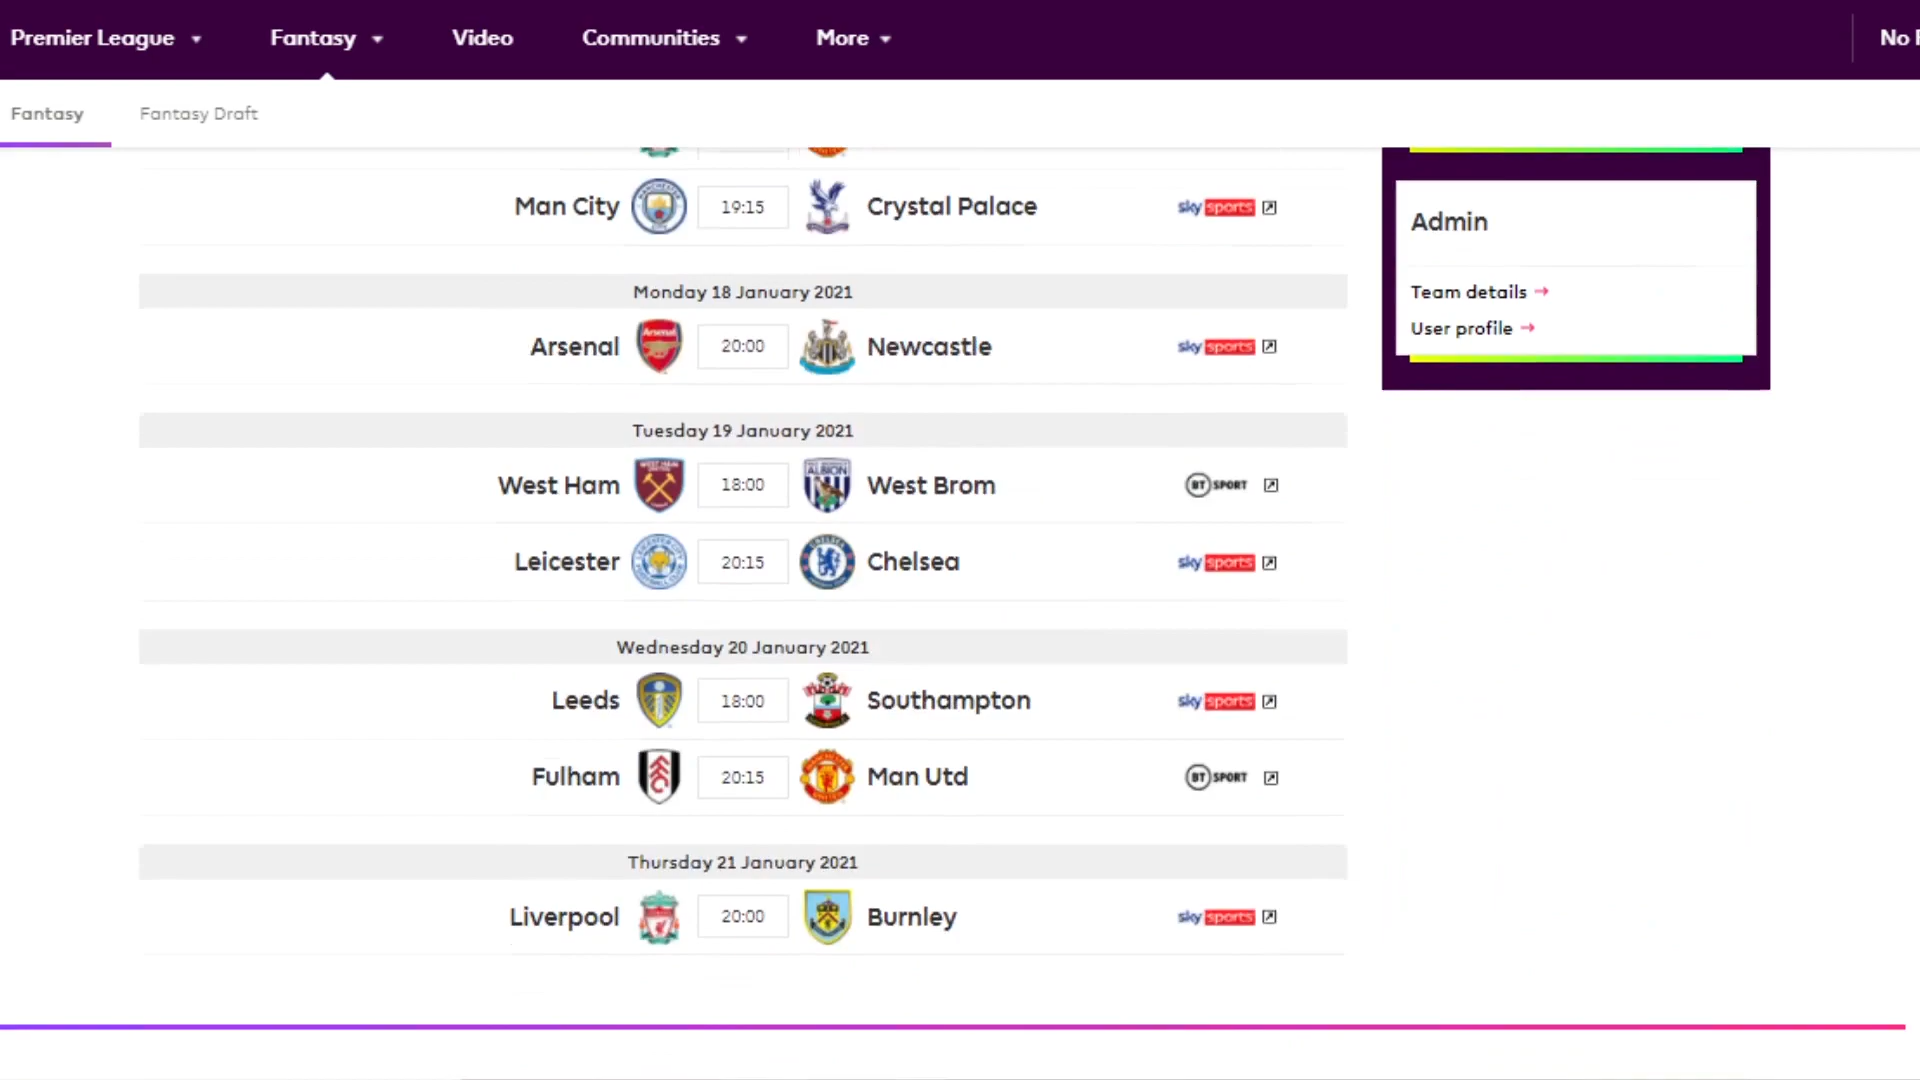 Premier League Fantasy Video Communities More No
Fantasy Fantasy Draft
Man City 19:15 Crystal Palace sky sports
Admin
Team details →
User profile →
Monday 18 January 2021
Arsenal 20:00 Newcastle sky sports
Tuesday 19 January 2021
West Ham 18:00 West Brom BT SPORT
Leicester 20:15 Chelsea sky sports
Wednesday 20 January 2021
Leeds 18:00 Southampton sky sports
Fulham 20:15 Man Utd BT SPORT
Thursday 21 January 2021
Liverpool 20:00 Burnley sky sports